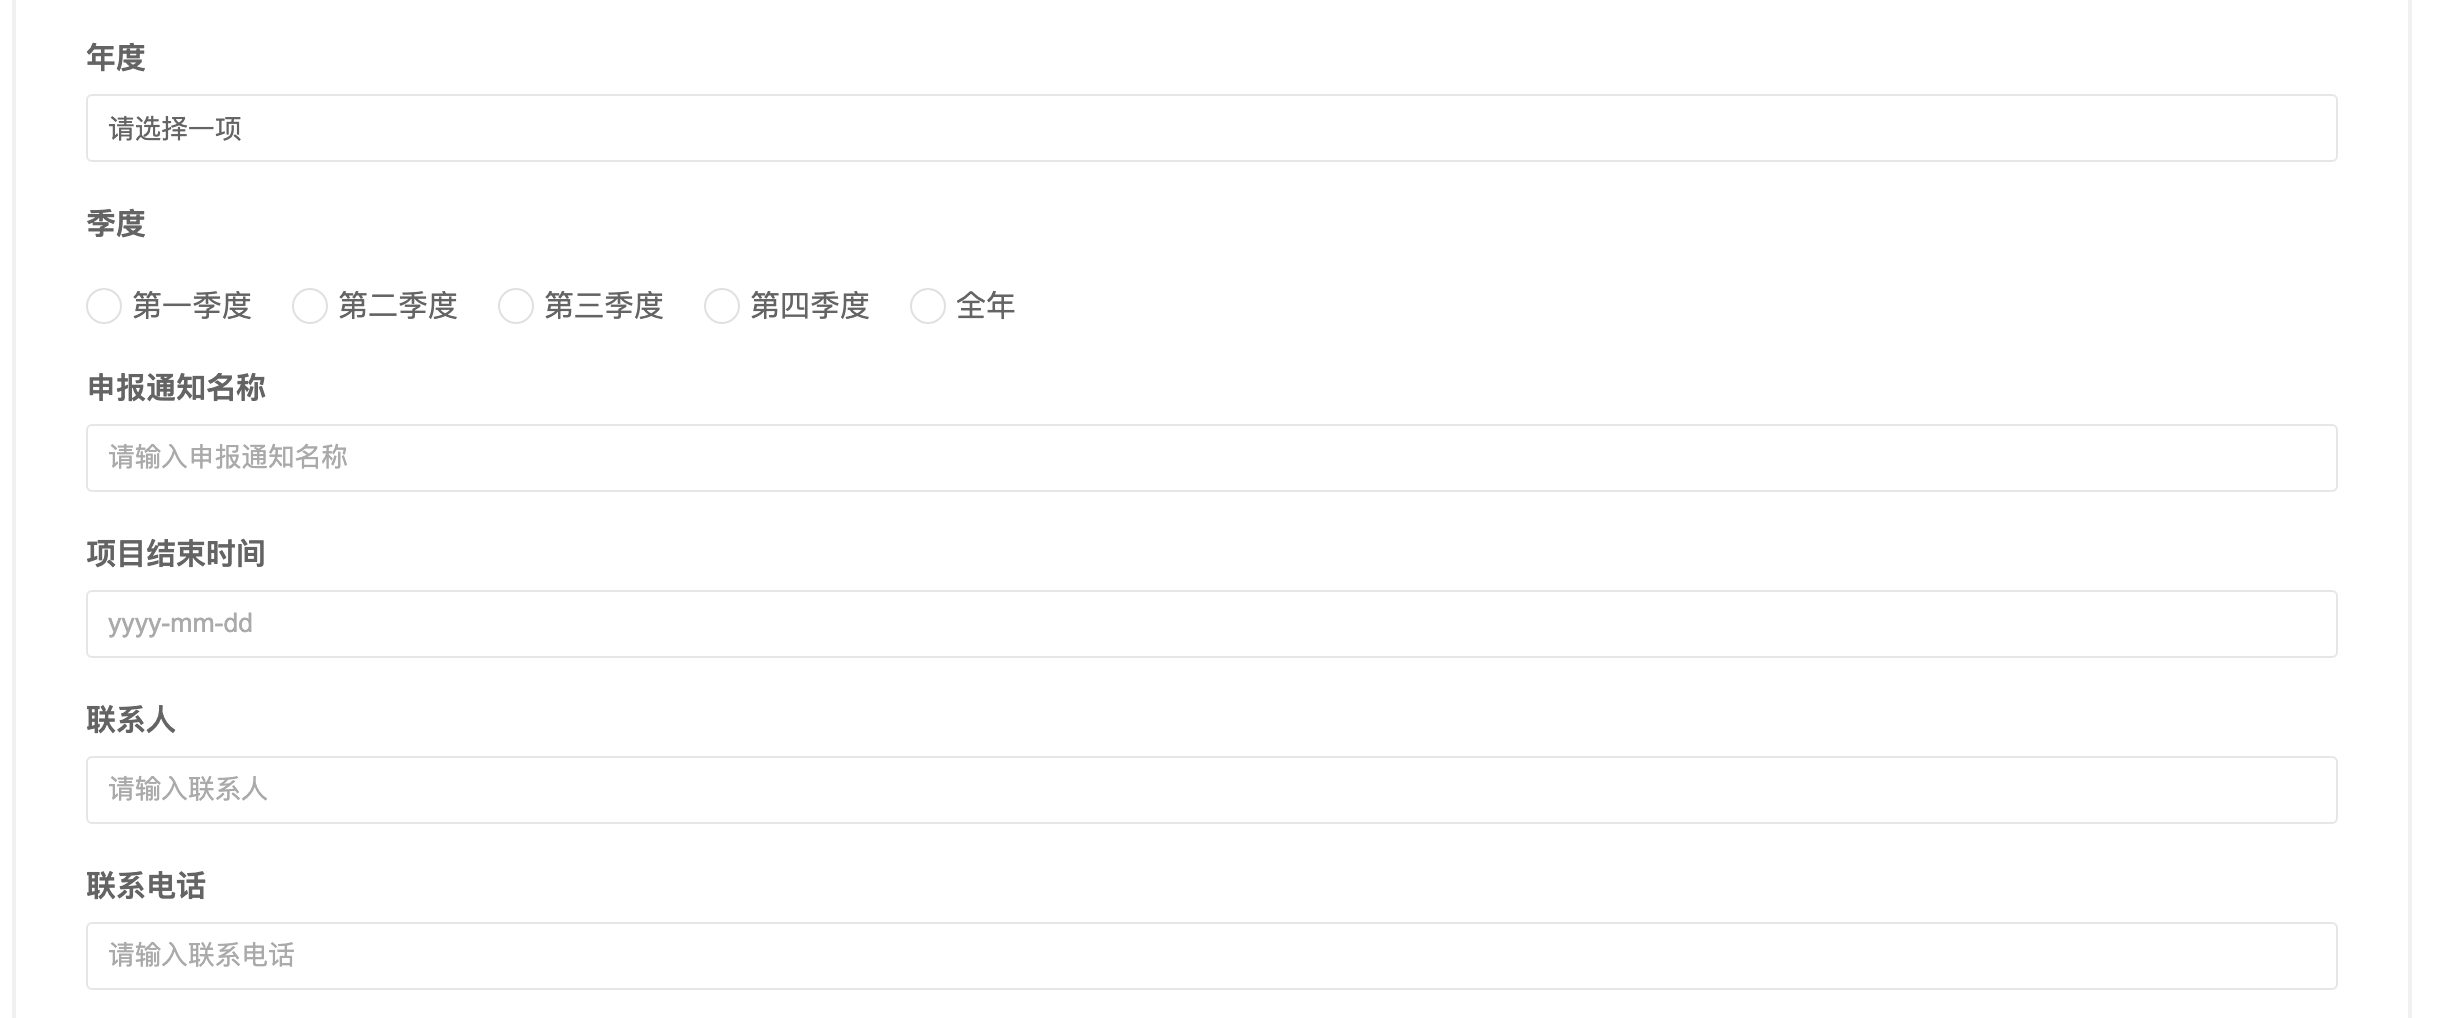 年度
请选择一项
季度
第一季度 第二季度 第三季度 第四季度 全年
申报通知名称
请输入申报通知名称
项目结束时间
yyyy-mm-dd
联系人
请输入联系人
联系电话
请输入联系电话